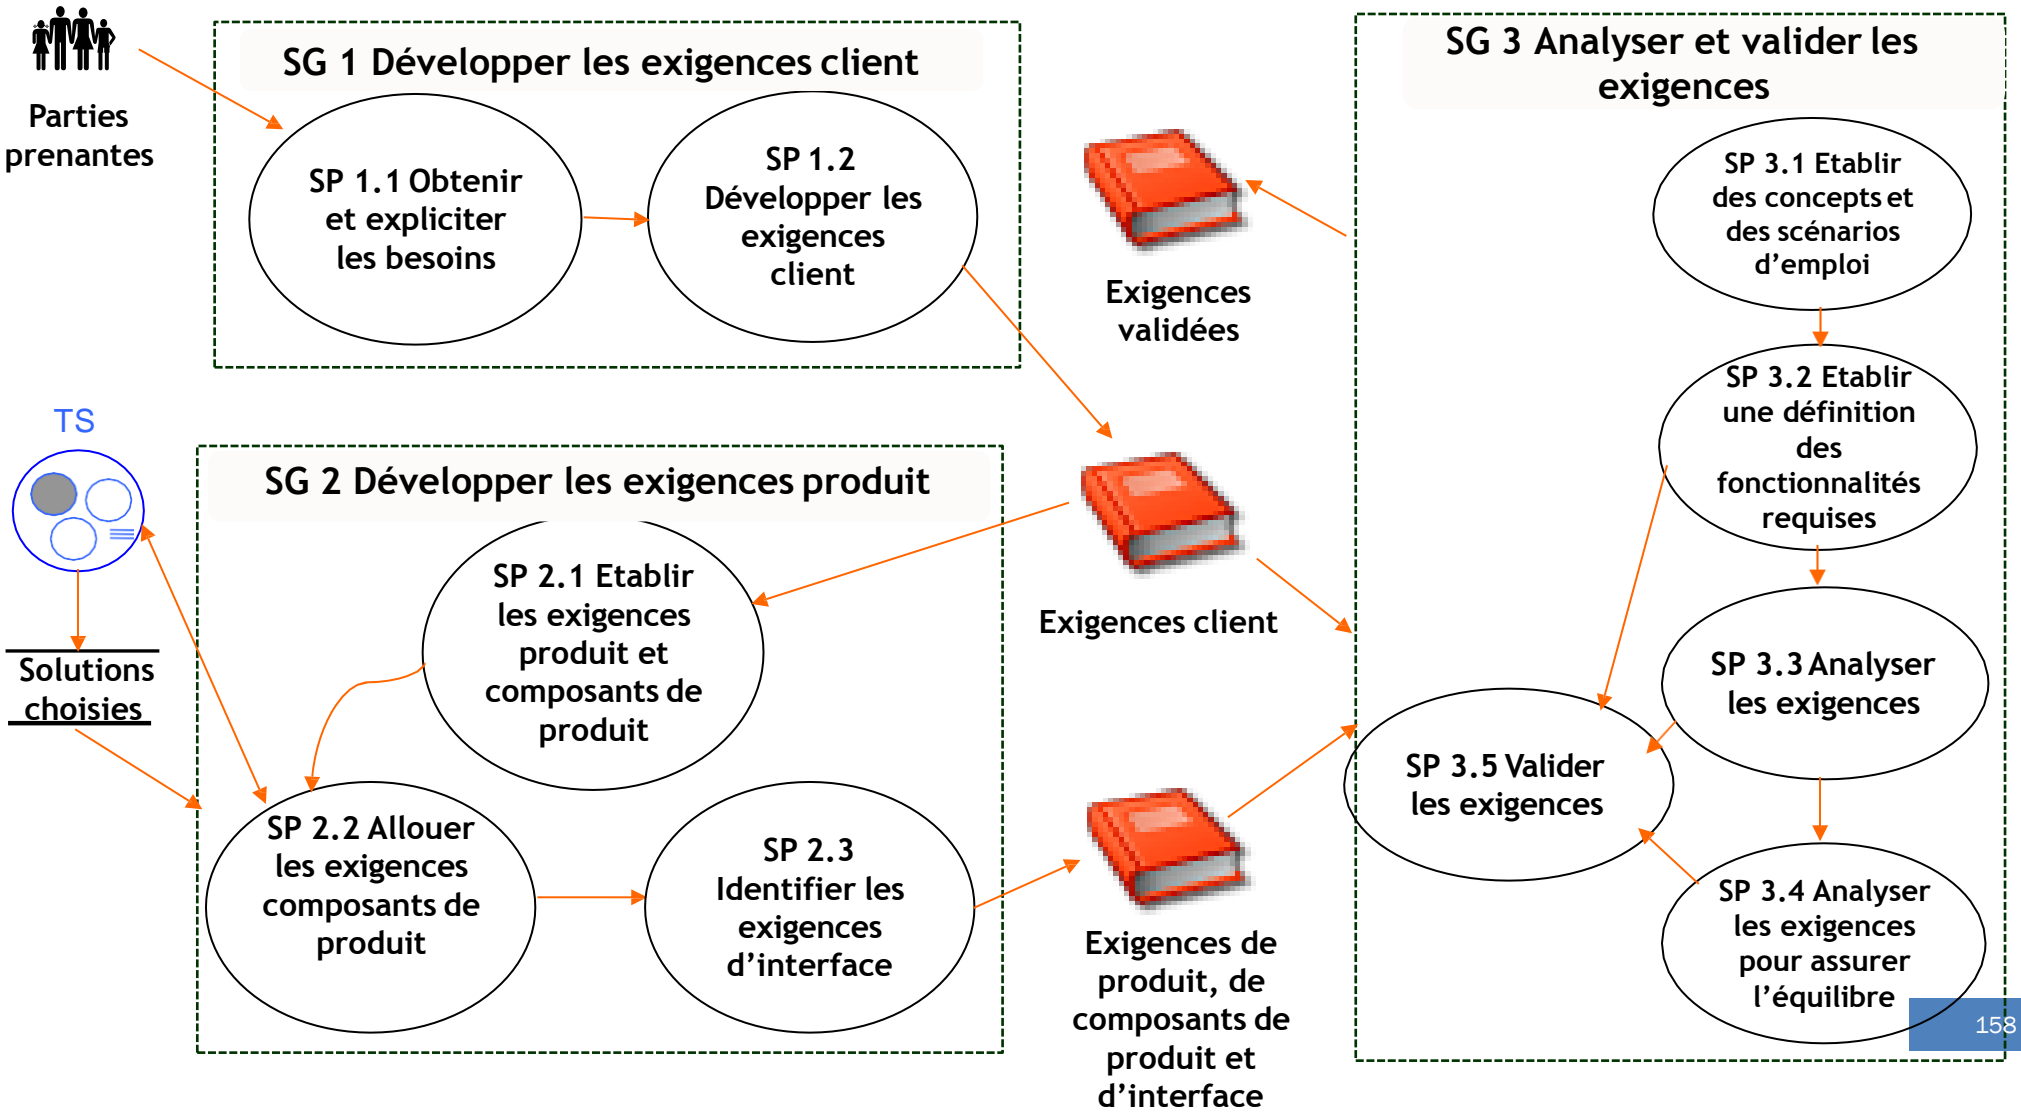 Parties
prenantes
SG 1 Développer les exigences client
SP 1.1 Obtenir
et expliciter
les besoins
SP 1.2
Développer les
exigences
client
Exigences
validées
SG 3 Analyser et valider les
exigences
SP 3.1 Etablir
des concepts et
des scénarios
d’emploi
SP 3.2 Etablir
une définition
des
fonctionnalités
requises
SP 3.3 Analyser
les exigences
SP 3.5 Valider
les exigences
SP 3.4 Analyser
les exigences
pour assurer
l’équilibre
TS
Solutions
choisies
SG 2 Développer les exigences produit
SP 2.1 Etablir
les exigences
produit et
composants de
produit
SP 2.2 Allouer
les exigences
composants de
produit
SP 2.3
Identifier les
exigences
d’interface
Exigences client
Exigences de
produit, de
composants de
produit et
d’interface
158